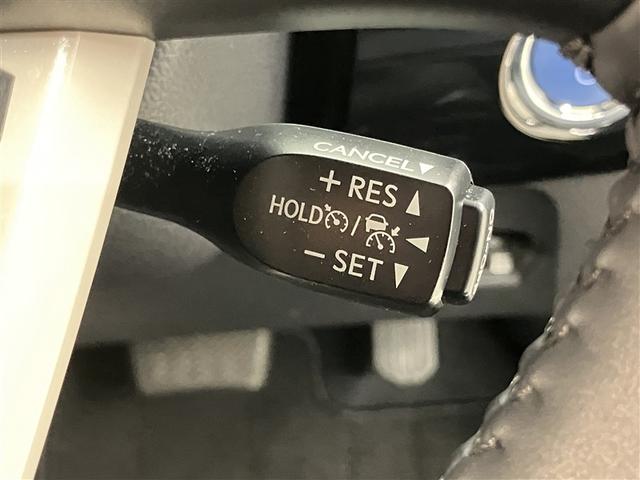 CANCEL▼
+ RES ▲
HOLD / ◀
− SET ▼